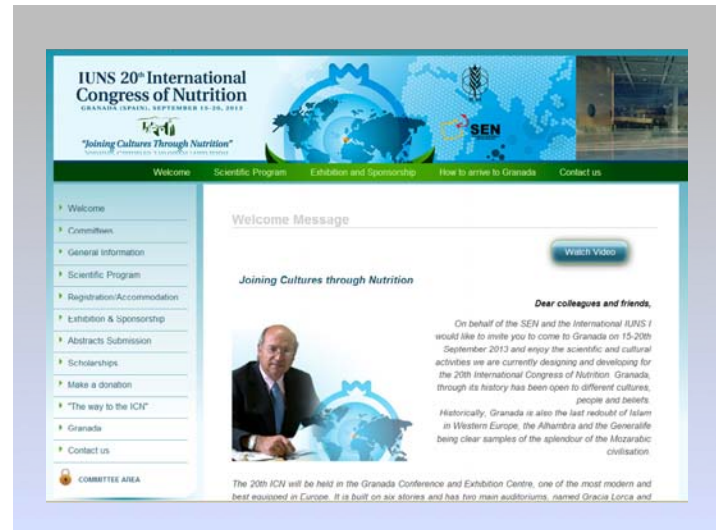 IUNS 20th International
Congress of Nutrition
GRANADA (SPAIN), SEPTEMBER 15-20, 2013
"Joining Cultures Through Nutrition"
SEN
Welcome Scientific Program Exhibition and Sponsorship How to arrive to Granada Contact us
Welcome
Committees
General Information
Scientific Program
Registration/Accommodation
Exhibition & Sponsorship
Abstracts Submission
Scholarships
Make a donation
"The way to the ICN"
Granada
Contact us
COMMITTEE AREA
Welcome Message
Watch Video
Joining Cultures through Nutrition
Dear colleagues and friends,
On behalf of the SEN and the International IUNS I
would like to invite you to come to Granada on 15-20th
September 2013 and enjoy the scientific and cultural
activities we are currently designing and developing for
the 20th International Congress of Nutrition. Granada,
through its history has been open to different cultures,
people and beliefs.
Historically, Granada is also the last redoubt of Islam
in Western Europe, the Alhambra and the Generalife
being clear samples of the splendour of the Mozarabic
civilisation.
The 20th ICN will be held in the Granada Conference and Exhibition Centre, one of the most modern and
best equipped in Europe. It is built on six stories and has two main auditoriums, named Gracia Lorca and